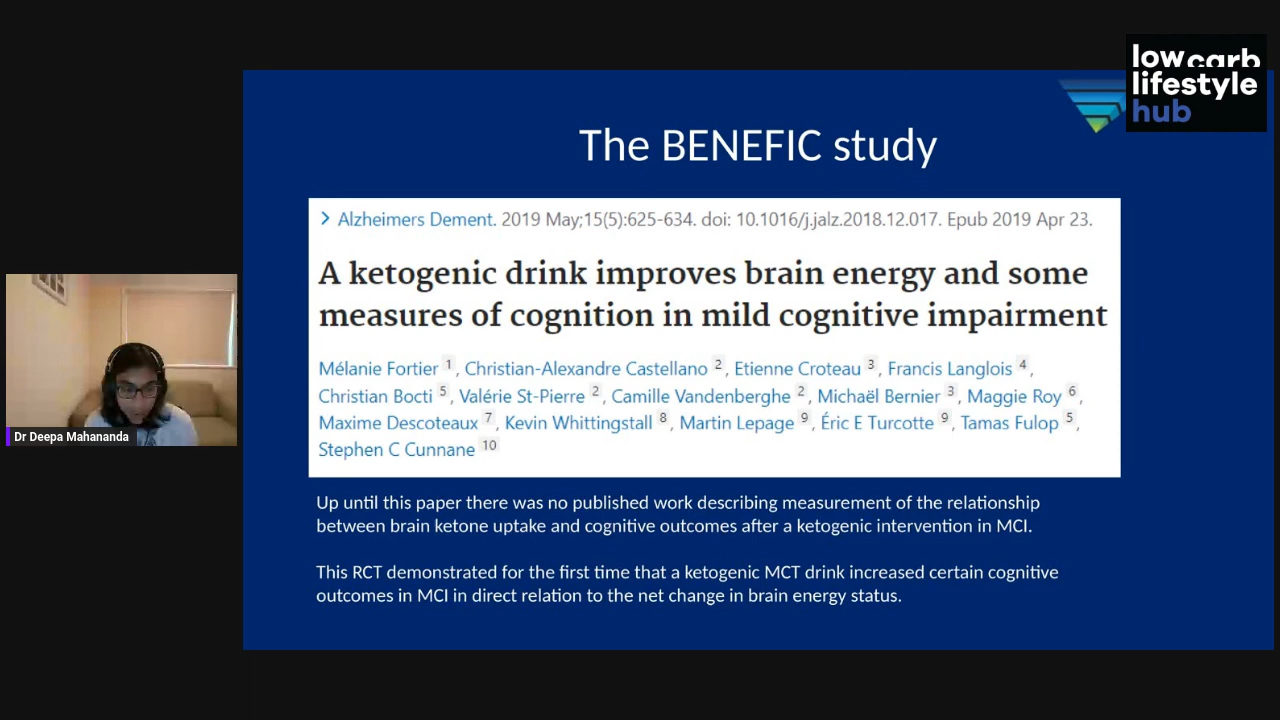 low carb
lifestyle
hub
The BENEFIC study
> Alzheimers Dement. 2019 May;15(5):625-634. doi: 10.1016/j.jalz.2018.12.017. Epub 2019 Apr 23.
A ketogenic drink improves brain energy and some
measures of cognition in mild cognitive impairment
Mélanie Fortier 1, Christian-Alexandre Castellano 2, Etienne Croteau 3, Francis Langlois 4,
Christian Bocti 5, Valérie St-Pierre 2, Camille Vandenberghe 2, Michaël Bernier 3, Maggie Roy 6,
Maxime Descoteaux 7, Kevin Whittingstall 8, Martin Lepage 9, Éric E Turcotte 9, Tamas Fulop 5,
Stephen C Cunnane 10
Up until this paper there was no published work describing measurement of the relationship
between brain ketone uptake and cognitive outcomes after a ketogenic intervention in MCI.
This RCT demonstrated for the first time that a ketogenic MCT drink increased certain cognitive
outcomes in MCI in direct relation to the net change in brain energy status.
Dr Deepa Mahananda